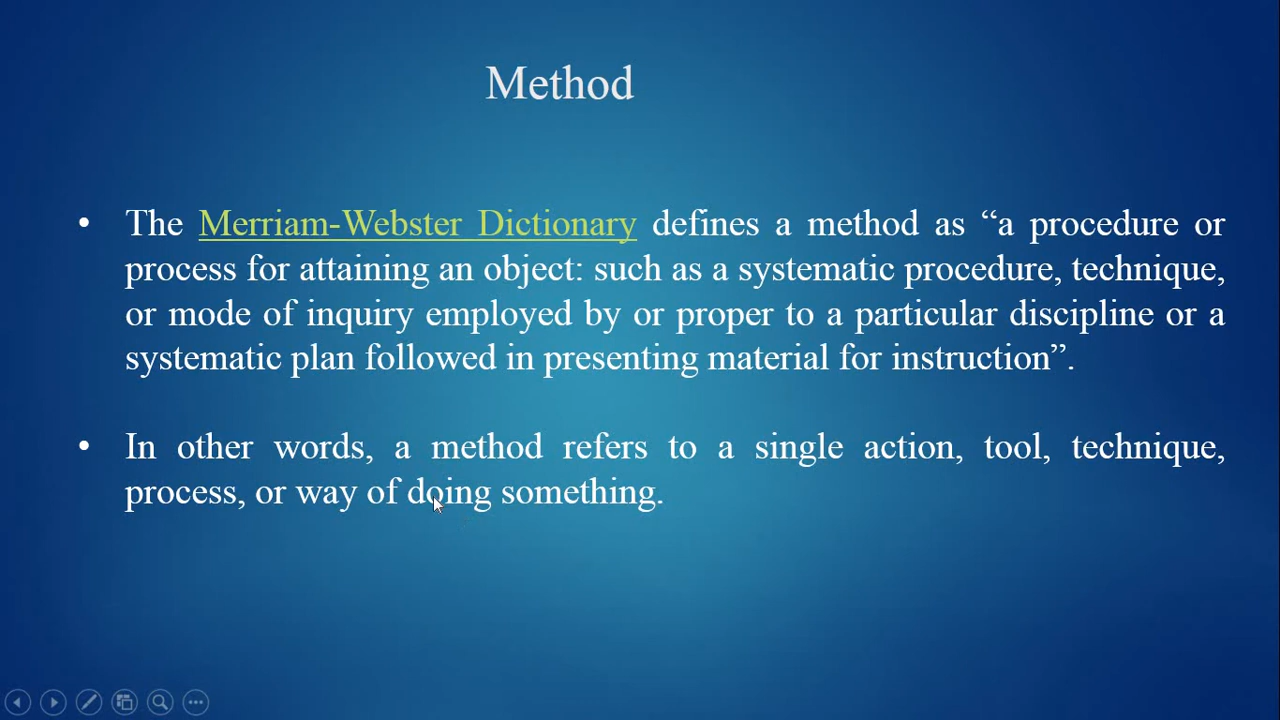 Method
• The Merriam-Webster Dictionary defines a method as “a procedure or
process for attaining an object: such as a systematic procedure, technique,
or mode of inquiry employed by or proper to a particular discipline or a
systematic plan followed in presenting material for instruction”.
• In other words, a method refers to a single action, tool, technique,
process, or way of doing something.